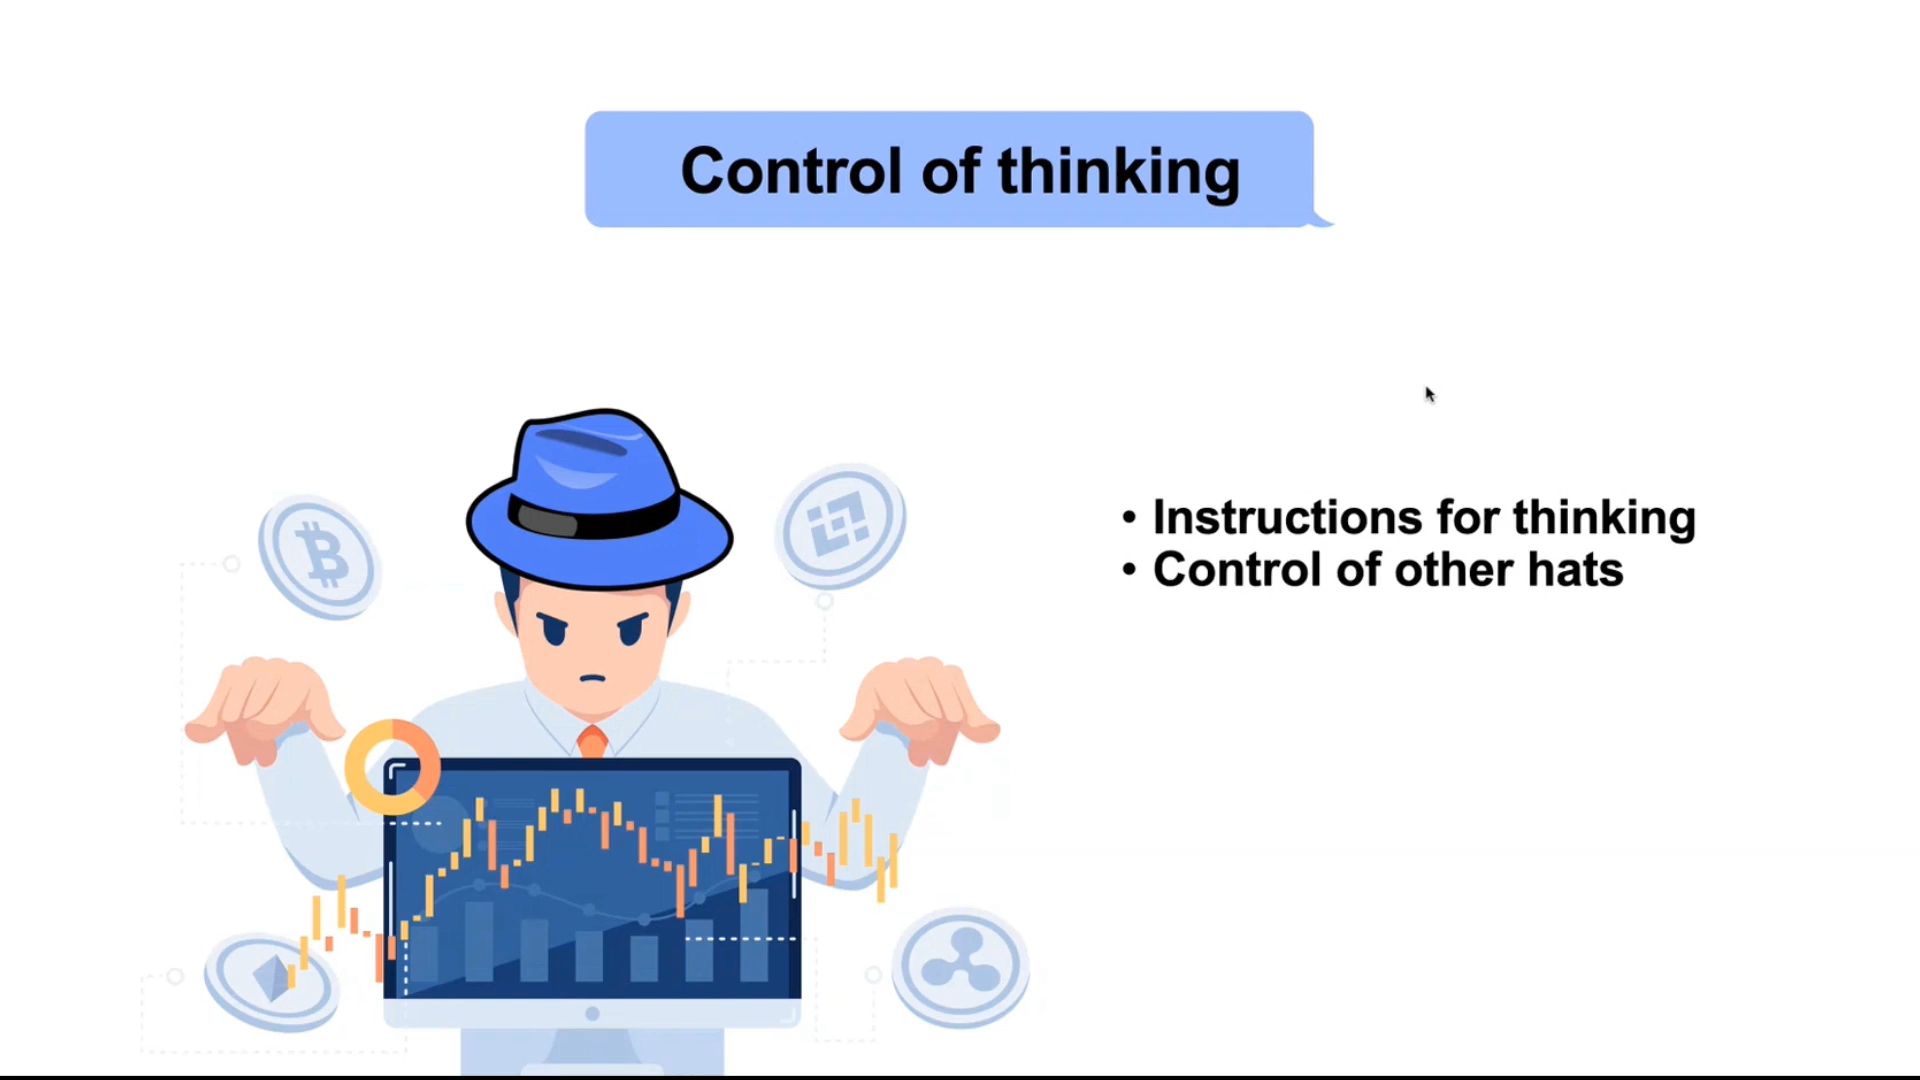 Control of thinking
• Instructions for thinking
• Control of other hats